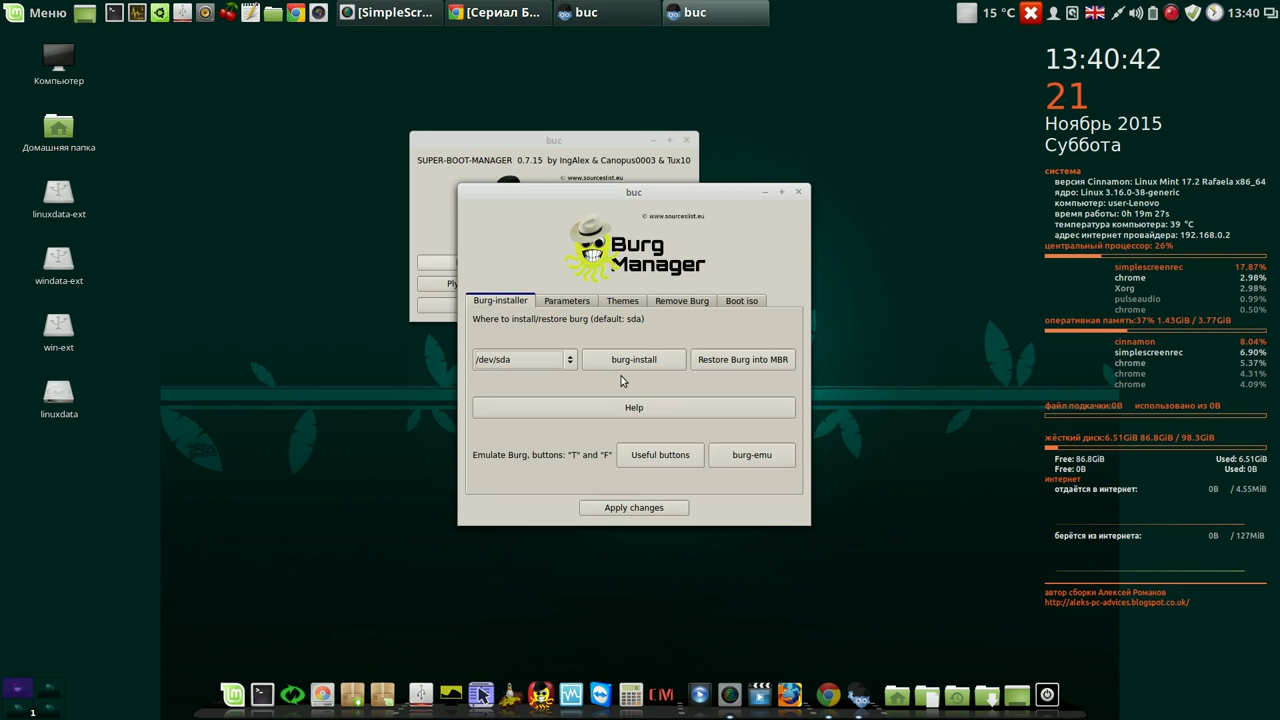 Меню
[SimpleScr...
[Сериал Б...
buc
buc
15 °C
13:40
Компьютер
Домашняя папка
linuxdata-ext
windata-ext
win-ext
linuxdata
13:40:42
21
Ноябрь 2015
Суббота
система
версия Cinnamon: Linux Mint 17.2 Rafaela x86_64
ядро: Linux 3.16.0-38-generic
компьютер: user-Lenovo
время работы: 0h 19m 27s
температура компьютера: 39 °C
адрес интернет провайдера: 192.168.0.2
центральный процессор: 26%
simplescreenrec 17.87%
chrome 2.98%
Xorg 2.98%
pulseaudio 0.99%
chrome 0.50%
оперативная память:37% 1.43GiB / 3.77GiB
cinnamon 8.04%
simplescreenrec 6.90%
chrome 5.37%
chrome 4.31%
chrome 4.09%
файл подкачки:0B использовано из 0B
жёсткий диск:6.51GiB 86.8GiB / 98.3GiB
Free: 86.8GiB Used: 6.51GiB
Free: 0B Used: 0B
интернет
отдаётся в интернет: 0B / 4.55MiB
берётся из интернета: 0B / 127MiB
автор сборки Алексей Романов
http://aleks-pc-advices.blogspot.co.uk/
buc
SUPER-BOOT-MANAGER 0.7.15 by IngAlex & Canopus0003 & Tux10
© www.sourceslist.eu
Ply
buc
© www.sourceslist.eu
Burg
Manager
Burg-installer Parameters Themes Remove Burg Boot iso
Where to install/restore burg (default: sda)
/dev/sda burg-install Restore Burg into MBR
Help
Emulate Burg, buttons: "T" and "F" Useful buttons burg-emu
Apply changes
1
CM